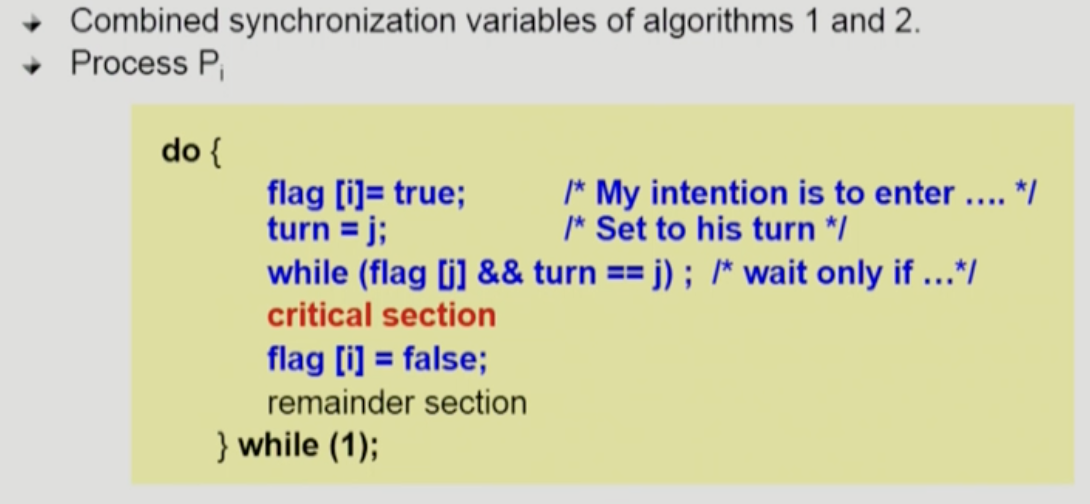 Combined synchronization variables of algorithms 1 and 2.
Process Pi
do {
flag [i]= true; /* My intention is to enter .... */
turn = j; /* Set to his turn */
while (flag [j] && turn == j) ; /* wait only if ...*/
critical section
flag [i] = false;
remainder section
} while (1);